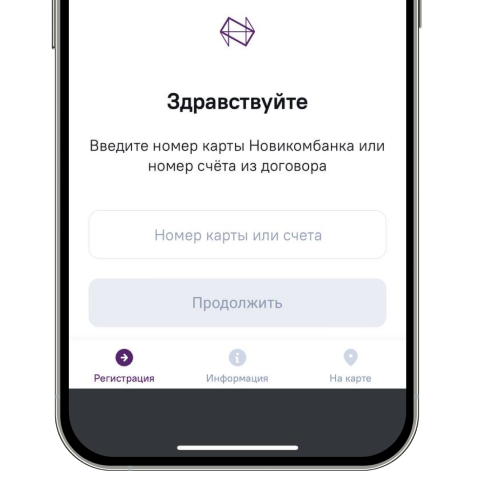 Здравствуйте
Введите номер карты Новикомбанка или
номер счёта из договора
Номер карты или счета
Продолжить
Регистрация
Информация
На карте